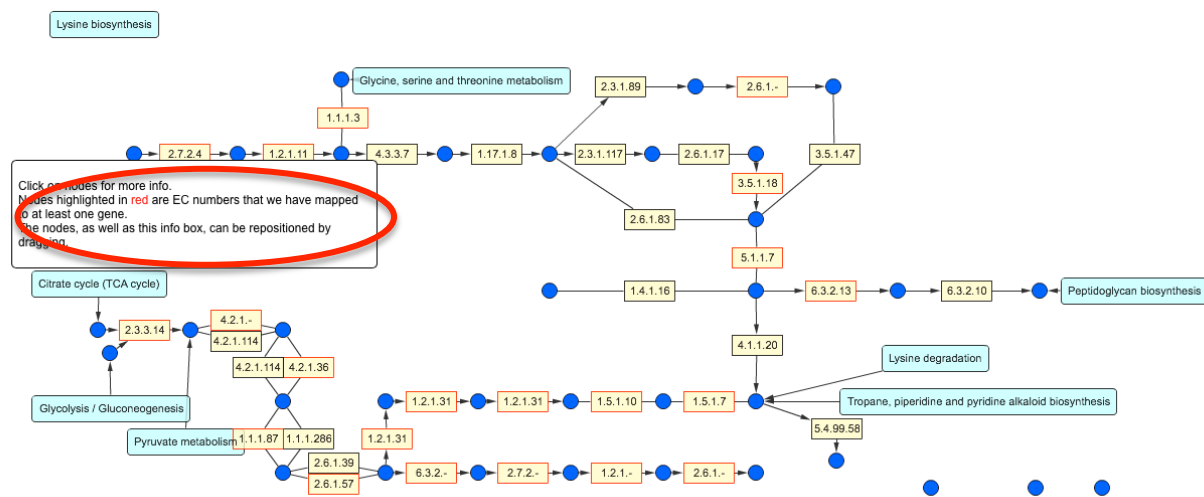 Lysine biosynthesis
Glycine, serine and threonine metabolism
2.3.1.89
2.6.1.-
1.1.1.3
2.7.2.4
1.2.1.11
4.3.3.7
1.17.1.8
2.3.1.117
2.6.1.17
3.5.1.47
Click on nodes for more info.
Nodes highlighted in red are EC numbers that we have mapped
to at least one gene.
The nodes, as well as this info box, can be repositioned by
dragging.
3.5.1.18
2.6.1.83
5.1.1.7
Citrate cycle (TCA cycle)
1.4.1.16
6.3.2.13
6.3.2.10
Peptidoglycan biosynthesis
2.3.3.14
4.2.1.-
4.2.1.114
4.1.1.20
4.2.1.114
4.2.1.36
Lysine degradation
Glycolysis / Gluconeogenesis
1.2.1.31
1.2.1.31
1.5.1.10
1.5.1.7
Tropane, piperidine and pyridine alkaloid biosynthesis
Pyruvate metabolism
1.1.1.87
1.1.1.286
1.2.1.31
5.4.99.58
2.6.1.39
2.6.1.57
6.3.2.-
2.7.2.-
1.2.1.-
2.6.1.-